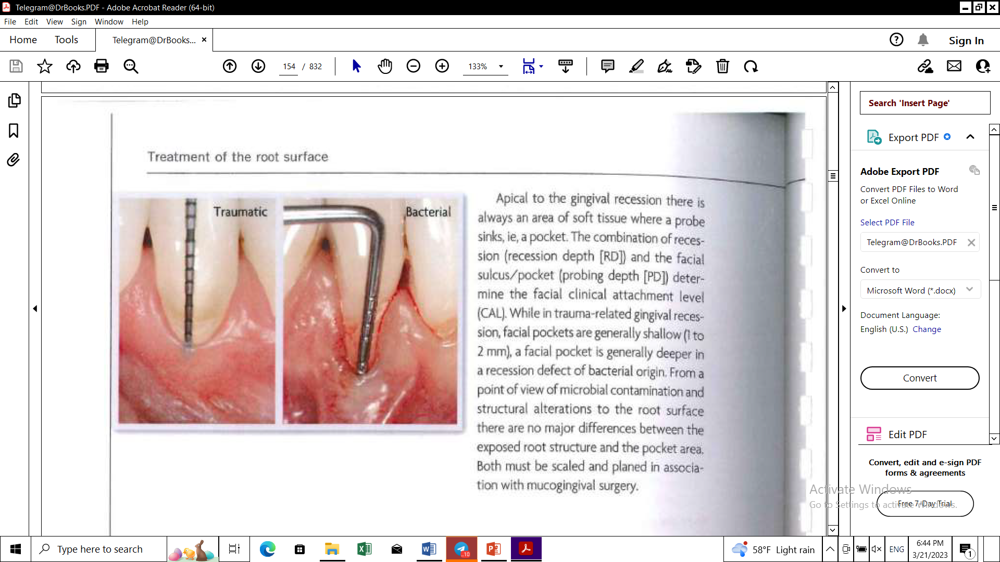 Telegram@DrBooks.PDF - Adobe Acrobat Reader (64-bit)
File Edit View Sign Window Help
Home Tools Telegram@DrBooks... × Sign In
154 / 832 133%
Treatment of the root surface
Traumatic
Bacterial
Apical to the gingival recession there is
always an area of soft tissue where a probe
sinks, ie, a pocket. The combination of reces-
sion (recession depth [RD]) and the facial
sulcus/pocket (probing depth [PD]) deter-
mine the facial clinical attachment level
(CAL). While in trauma-related gingival reces-
sion, facial pockets are generally shallow (1 to
2 mm), a facial pocket is generally deeper in
a recession defect of bacterial origin. From a
point of view of microbial contamination and
structural alterations to the root surface
there are no major differences between the
exposed root structure and the pocket area.
Both must be scaled and planed in associa-
tion with mucogingival surgery.
Search 'Insert Page'
Export PDF
Adobe Export PDF
Convert PDF Files to Word
or Excel Online
Select PDF File
Telegram@DrBooks.PDF
Convert to
Microsoft Word (*.docx)
Document Language:
English (U.S.) Change
Convert
Edit PDF
Convert, edit and e-sign PDF
forms & agreements
Free 7-Day Trial
Activate Windows
Go to Settings to activate Windows.
Type here to search
..10
58°F Light rain
ENG
6:44 PM
3/21/2023
1